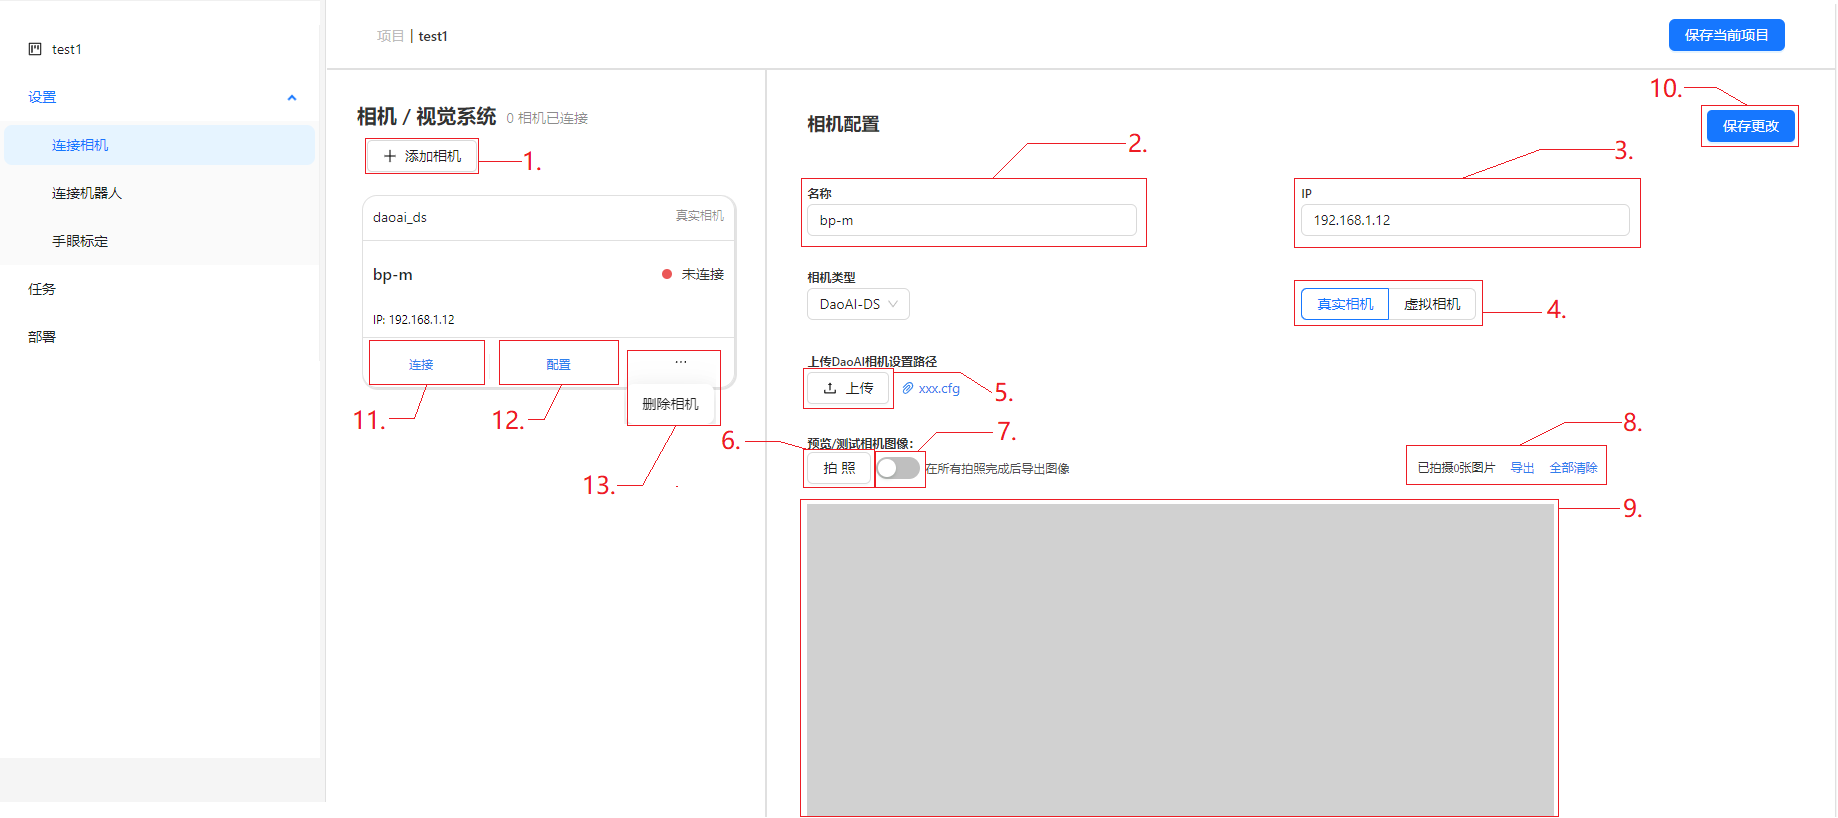 test1
设置
连接相机
连接机器人
手眼标定
任务
部署
项目 | test1
保存当前项目
相机 / 视觉系统 0 相机已连接
+ 添加相机
1.
daoai_ds 真实相机
bp-m 未连接
IP: 192.168.1.12
连接 配置 ...
删除相机
11. 12. 13.
相机配置
10.
保存更改
2. 3.
名称 IP
bp-m 192.168.1.12
相机类型
DaoAI-DS 真实相机 虚拟相机
4.
上传DaoAI相机设置路径
上传 xxx.cfg
5.
6. 7. 8.
预览/测试相机图像:
拍 照 在所有拍照完成后导出图像 已拍摄0张图片 导出 全部清除
9.